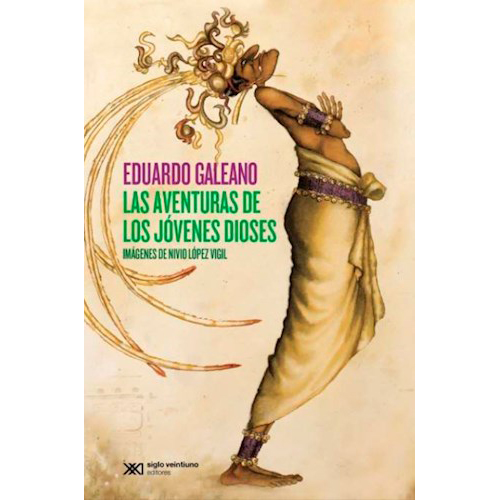 EDUARDO GALEANO
LAS AVENTURAS DE
LOS JÓVENES DIOSES
IMÁGENES DE NIVIO LÓPEZ VIGIL
siglo veintiuno
editores